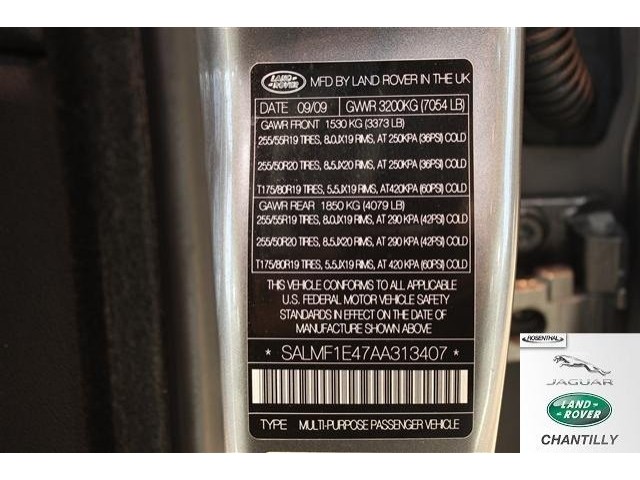 LAND ROVER
MFD BY LAND ROVER IN THE UK
DATE 09/09 GWWR 3200KG (7054 LB)
GAWR FRONT 1530 KG (3373 LB)
255/55R19 TIRES, 8.0JX19 RIMS, AT 250KPA (36PSI) COLD
255/50R20 TIRES, 8.5JX20 RIMS, AT 250KPA (36PSI) COLD
T175/80R19 TIRES, 5.5JX19 RIMS, AT420KPA (60PSI) COLD
GAWR REAR 1850 KG (4079 LB)
255/55R19 TIRES, 8.0JX19 RIMS, AT 290 KPA (42PSI) COLD
255/50R20 TIRES, 8.5JX20 RIMS, AT 290 KPA (42PSI) COLD
T175/80R19 TIRES, 5.5JX19 RIMS, AT 420 KPA (60PSI) COLD
THIS VEHICLE CONFORMS TO ALL APPLICABLE
U.S. FEDERAL MOTOR VEHICLE SAFETY
STANDARDS IN EFFECT ON THE DATE OF
MANUFACTURE SHOWN ABOVE
* SALMF1E47AA313407 *
TYPE MULTI-PURPOSE PASSENGER VEHICLE
ROSENTHAL
JAGUAR
LAND ROVER
CHANTILLY